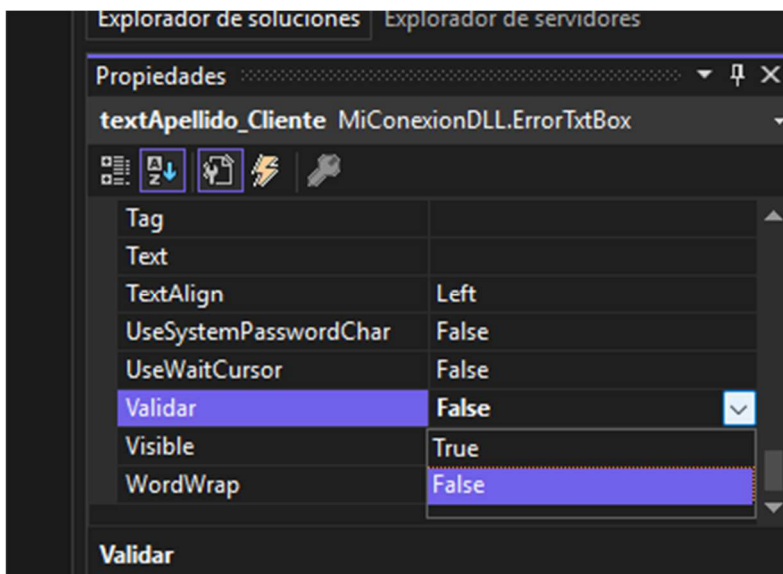 Explorador de soluciones Explorador de servidores
Propiedades
textApellido_Cliente MiConexionDLL.ErrorTxtBox
Tag
Text
TextAlign Left
UseSystemPasswordChar False
UseWaitCursor False
Validar False
Visible True
WordWrap False
Validar